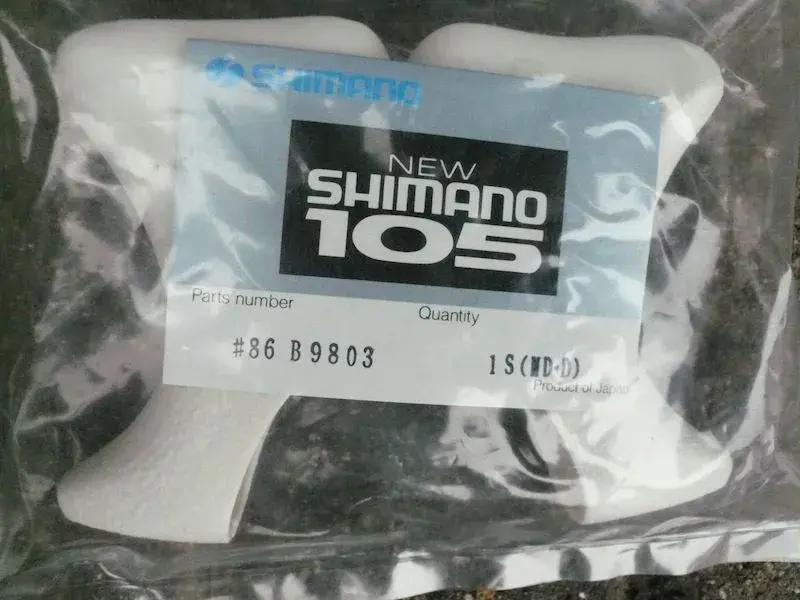 SHIMANO
NEW
SHIMANO
105
Parts number
Quantity
#86 B9803
1S(MD·D)
Product of Japan